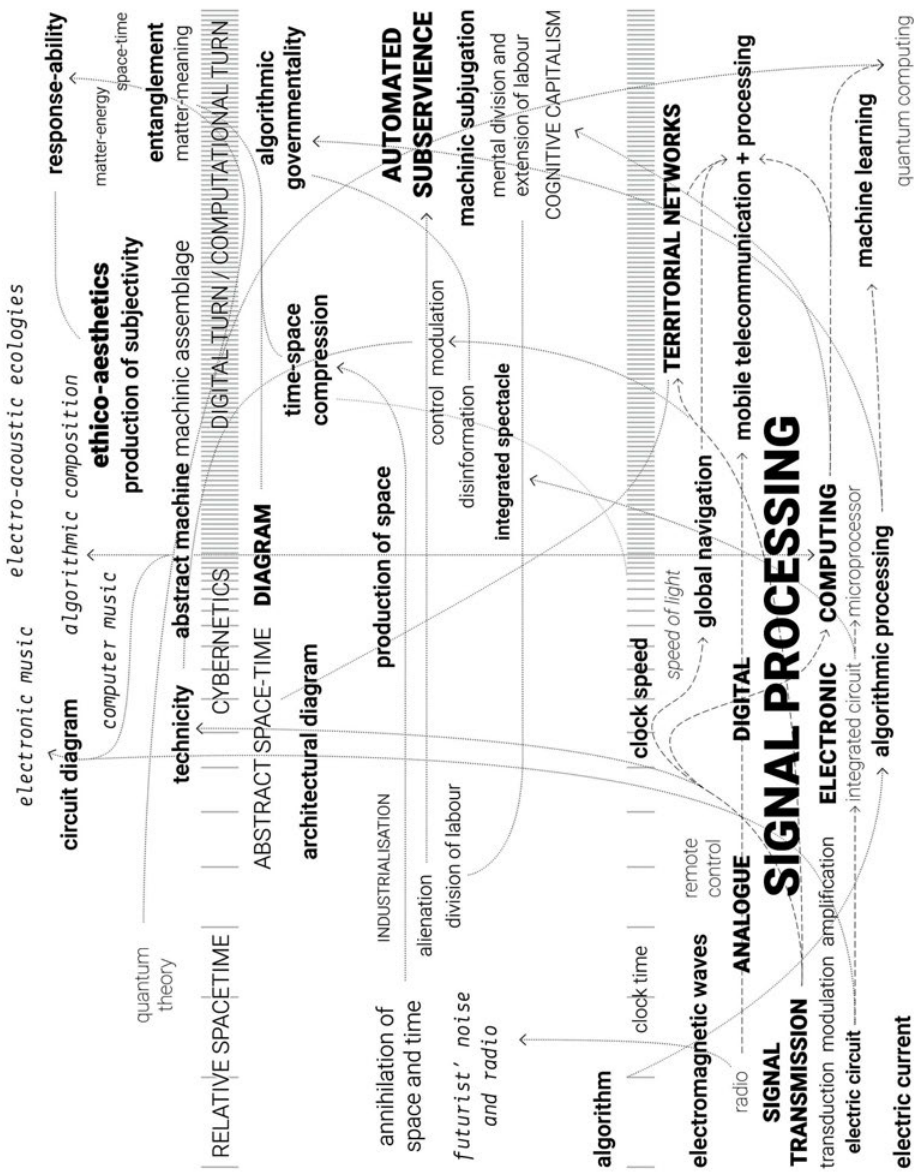 electronic music
electro-acoustic ecologies
algorithmic composition
computer music
circuit diagram
ethico-aesthetics
production of subjectivity
response-ability
matter-energy
space-time
entanglement
matter-meaning
quantum
theory
technicity
abstract machine machinic assemblage
RELATIVE SPACETIME
CYBERNETICS
DIGITAL TURN / COMPUTATIONAL TURN
ABSTRACT SPACE-TIME
DIAGRAM
algorithmic
governmentality
architectural diagram
time-space
compression
annihilation of
space and time
INDUSTRIALISATION
production of space
AUTOMATED
SUBSERVIENCE
alienation
control modulation
division of labour
machinic subjugation
disinformation
mental division and
extension of labour
integrated spectacle
COGNITIVE CAPITALISM
futurist' noise
and radio
algorithm
clock time
clock speed
speed of light
TERRITORIAL NETWORKS
electromagnetic waves
remote
control
global navigation
radio
ANALOGUE
DIGITAL
mobile telecommunication + processing
SIGNAL
TRANSMISSION
SIGNAL PROCESSING
transduction modulation amplification
ELECTRONIC
COMPUTING
electric circuit
integrated circuit
microprocessor
algorithmic processing
machine learning
electric current
quantum computing